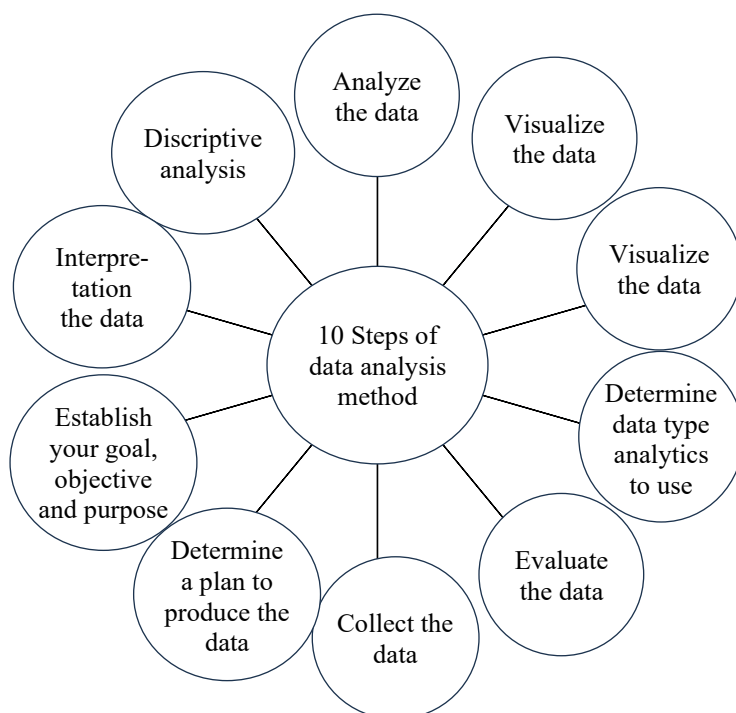 Analyze
the data
Visualize
the data
Visualize
the data
Determine
data type
analytics
to use
Evaluate
the data
Collect the
data
Determine
a plan to
produce the
data
Establish
your goal,
objective
and purpose
Interpre-
tation
the data
Discriptive
analysis
10 Steps of
data analysis
method